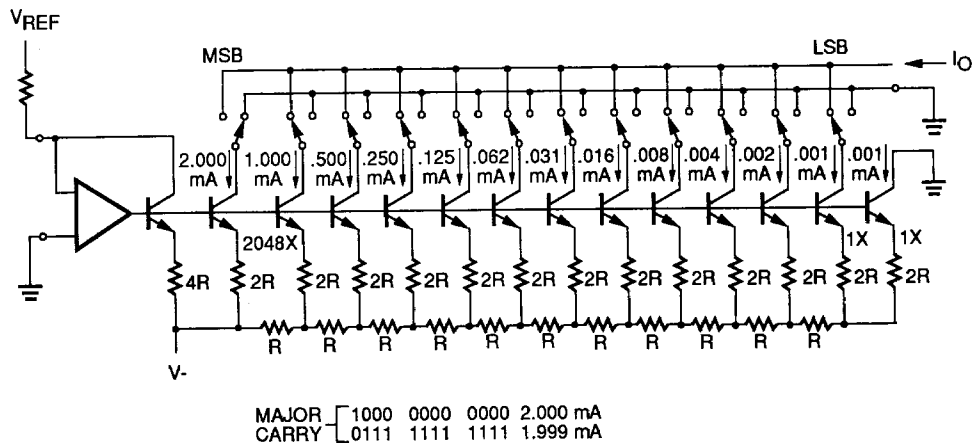 VREF
MSB
LSB
IO
2.000 mA
1.000 mA
.500 mA
.250 mA
.125 mA
.062 mA
.031 mA
.016 mA
.008 mA
.004 mA
.002 mA
.001 mA
.001 mA
2048X
1X
1X
4R
2R
2R
2R
2R
2R
2R
2R
2R
2R
2R
2R
2R
2R
R
R
R
R
R
R
R
R
R
R
R
V-
MAJOR 1000 0000 0000 2.000 mA
CARRY 0111 1111 1111 1.999 mA